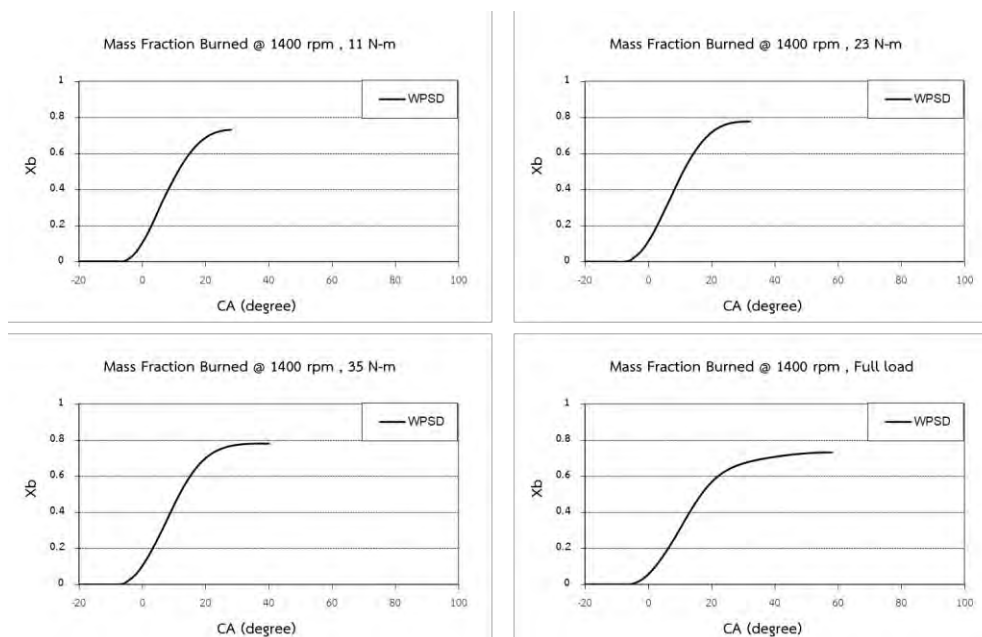 Mass Fraction Burned @ 1400 rpm , 11 N-m
1
WPSD
0.8
0.6
Xb
0.4
0.2
0
-20 0 20 40 60 80 100
CA (degree)
Mass Fraction Burned @ 1400 rpm , 23 N-m
1
WPSD
0.8
0.6
Xb
0.4
0.2
0
-20 0 20 40 60 80 100
CA (degree)
Mass Fraction Burned @ 1400 rpm , 35 N-m
1
WPSD
0.8
0.6
Xb
0.4
0.2
0
-20 0 20 40 60 80 100
CA (degree)
Mass Fraction Burned @ 1400 rpm , Full load
1
WPSD
0.8
0.6
Xb
0.4
0.2
0
-20 0 20 40 60 80 100
CA (degree)